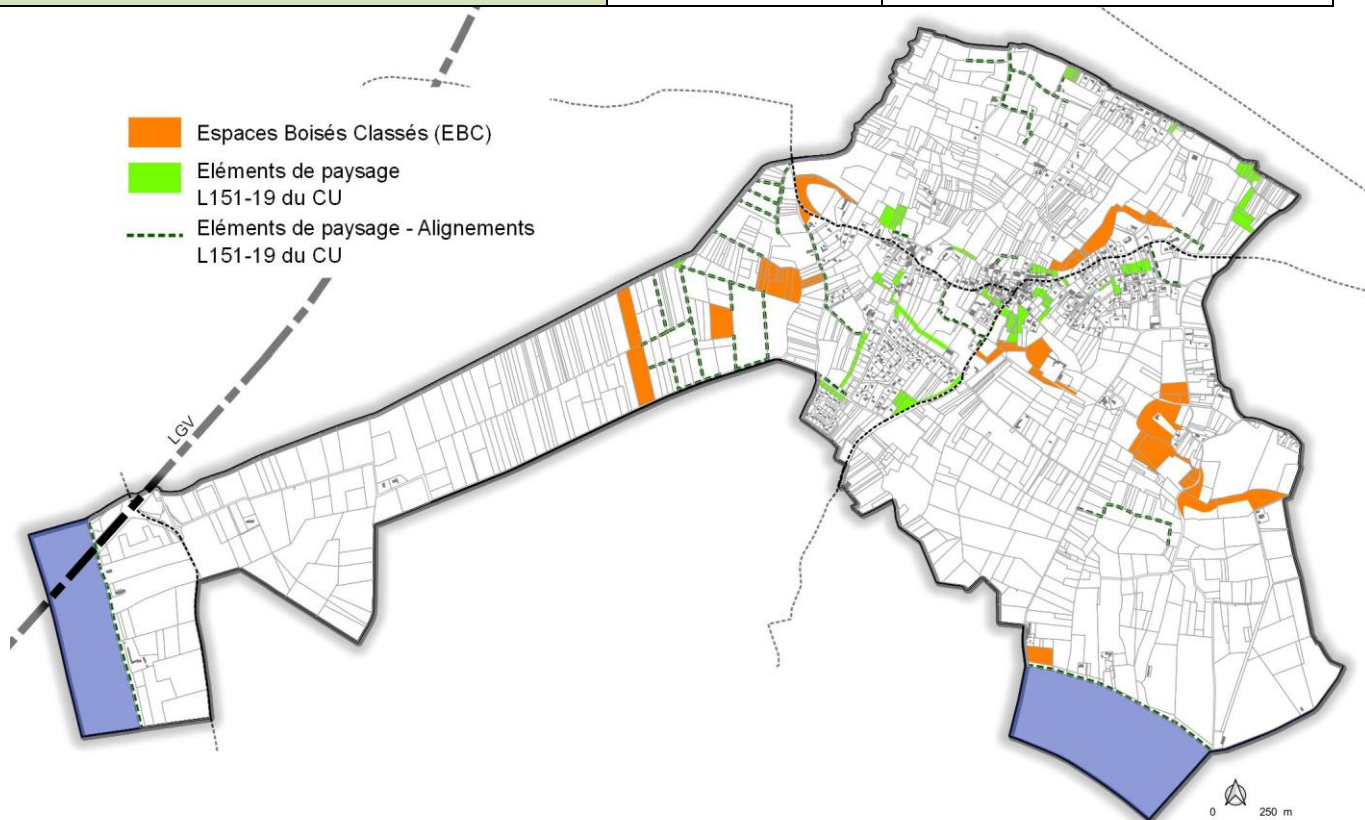 Espaces Boisés Classés (EBC)
Eléments de paysage
L151-19 du CU
Eléments de paysage - Alignements
L151-19 du CU
LGV
0 250 m